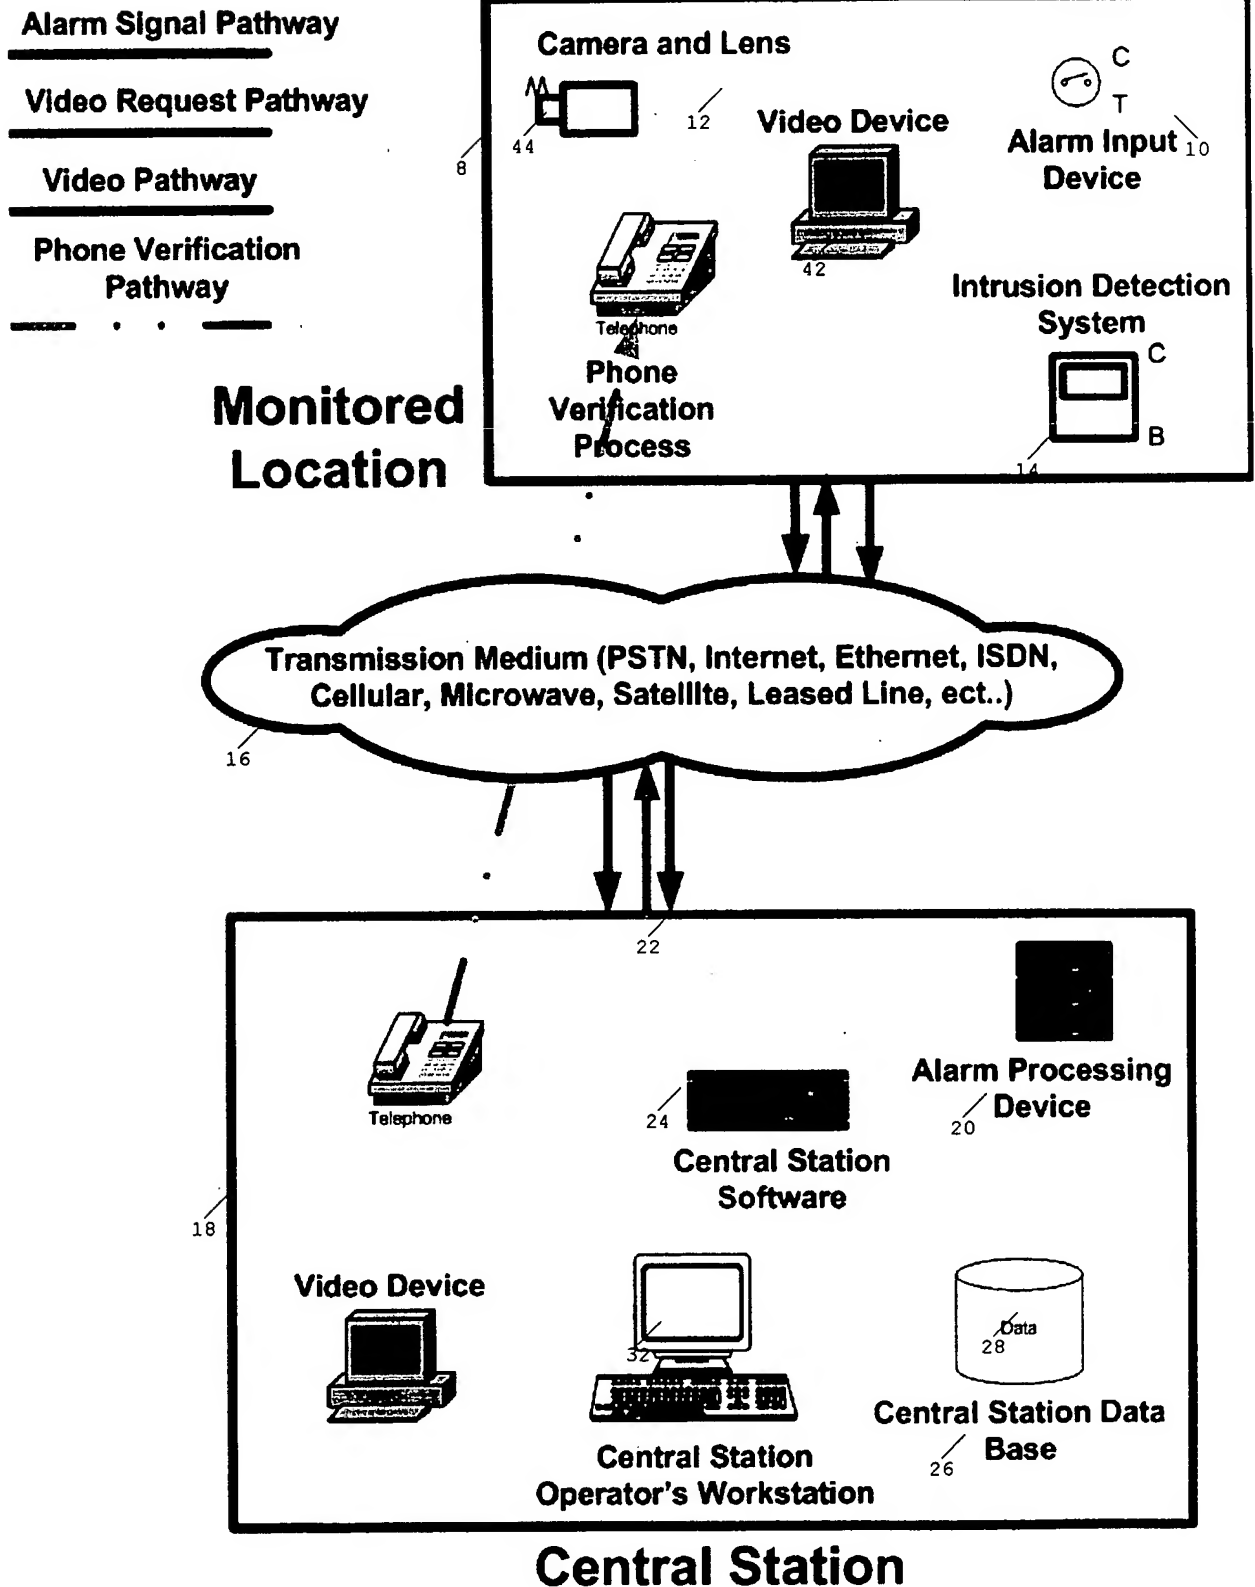 Alarm Signal Pathway
Video Request Pathway
Video Pathway
Phone Verification
Pathway
Monitored
Location
8
Camera and Lens
44
12
Video Device
42
C
T
Alarm Input
Device
10
Telephone
Phone
Verification
Process
Intrusion Detection
System
C
B
14
Transmission Medium (PSTN, Internet, Ethernet, ISDN,
Cellular, Microwave, Satellite, Leased Line, ect..)
16
22
Telephone
24
Central Station
Software
Alarm Processing
Device
20
18
Video Device
32
Central Station
Operator's Workstation
Data
28
Central Station Data
Base
26
Central Station